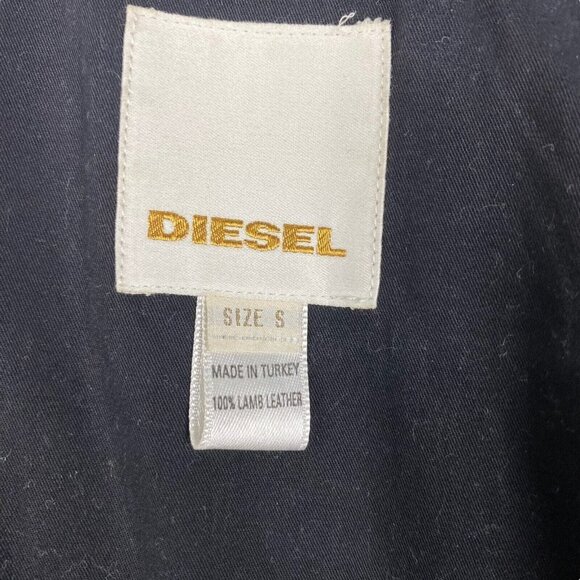 DIESEL
SIZE S
MADE IN TURKEY
100% LAMB LEATHER